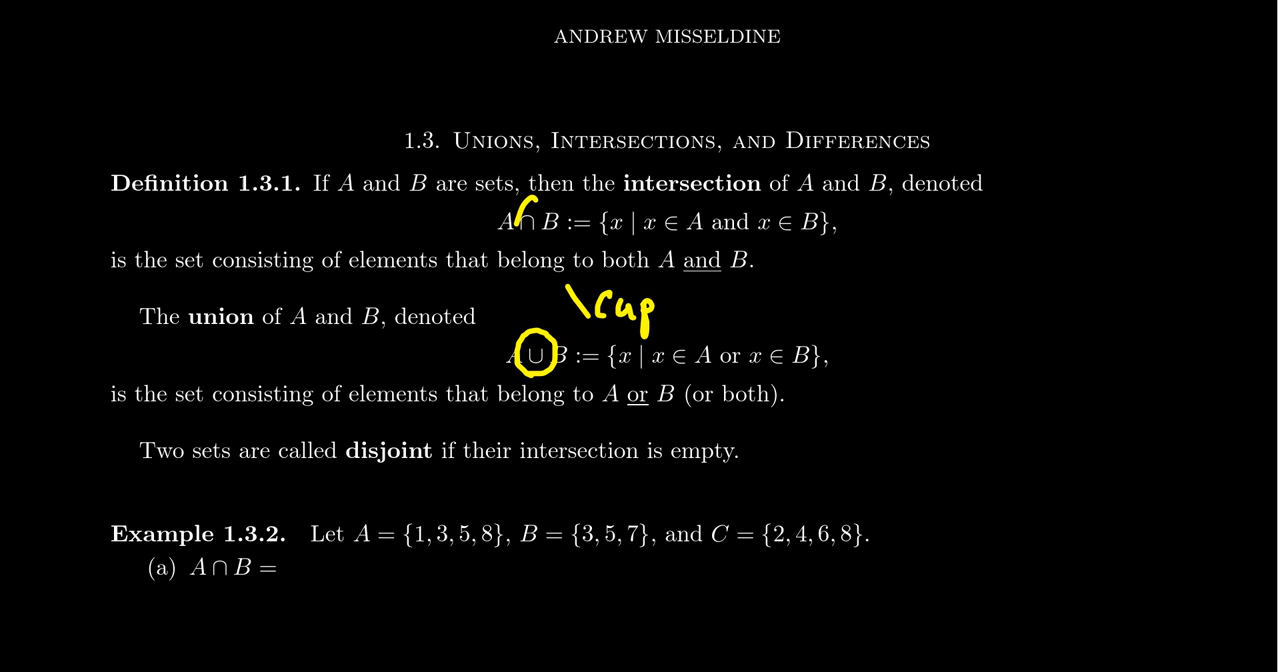 ANDREW MISSELDINE
1.3. Unions, Intersections, and Differences
Definition 1.3.1. If A and B are sets, then the intersection of A and B, denoted
A ∩ B := {x | x ∈ A and x ∈ B},
is the set consisting of elements that belong to both A and B.
\cup
The union of A and B, denoted
A ∪ B := {x | x ∈ A or x ∈ B},
is the set consisting of elements that belong to A or B (or both).
Two sets are called disjoint if their intersection is empty.
Example 1.3.2. Let A = {1, 3, 5, 8}, B = {3, 5, 7}, and C = {2, 4, 6, 8}.
(a) A ∩ B =